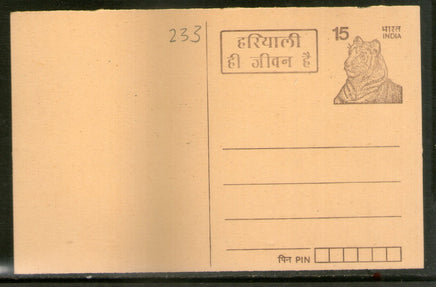 233
हरियाली
ही जीवन है
15 भारत
INDIA
पिन PIN